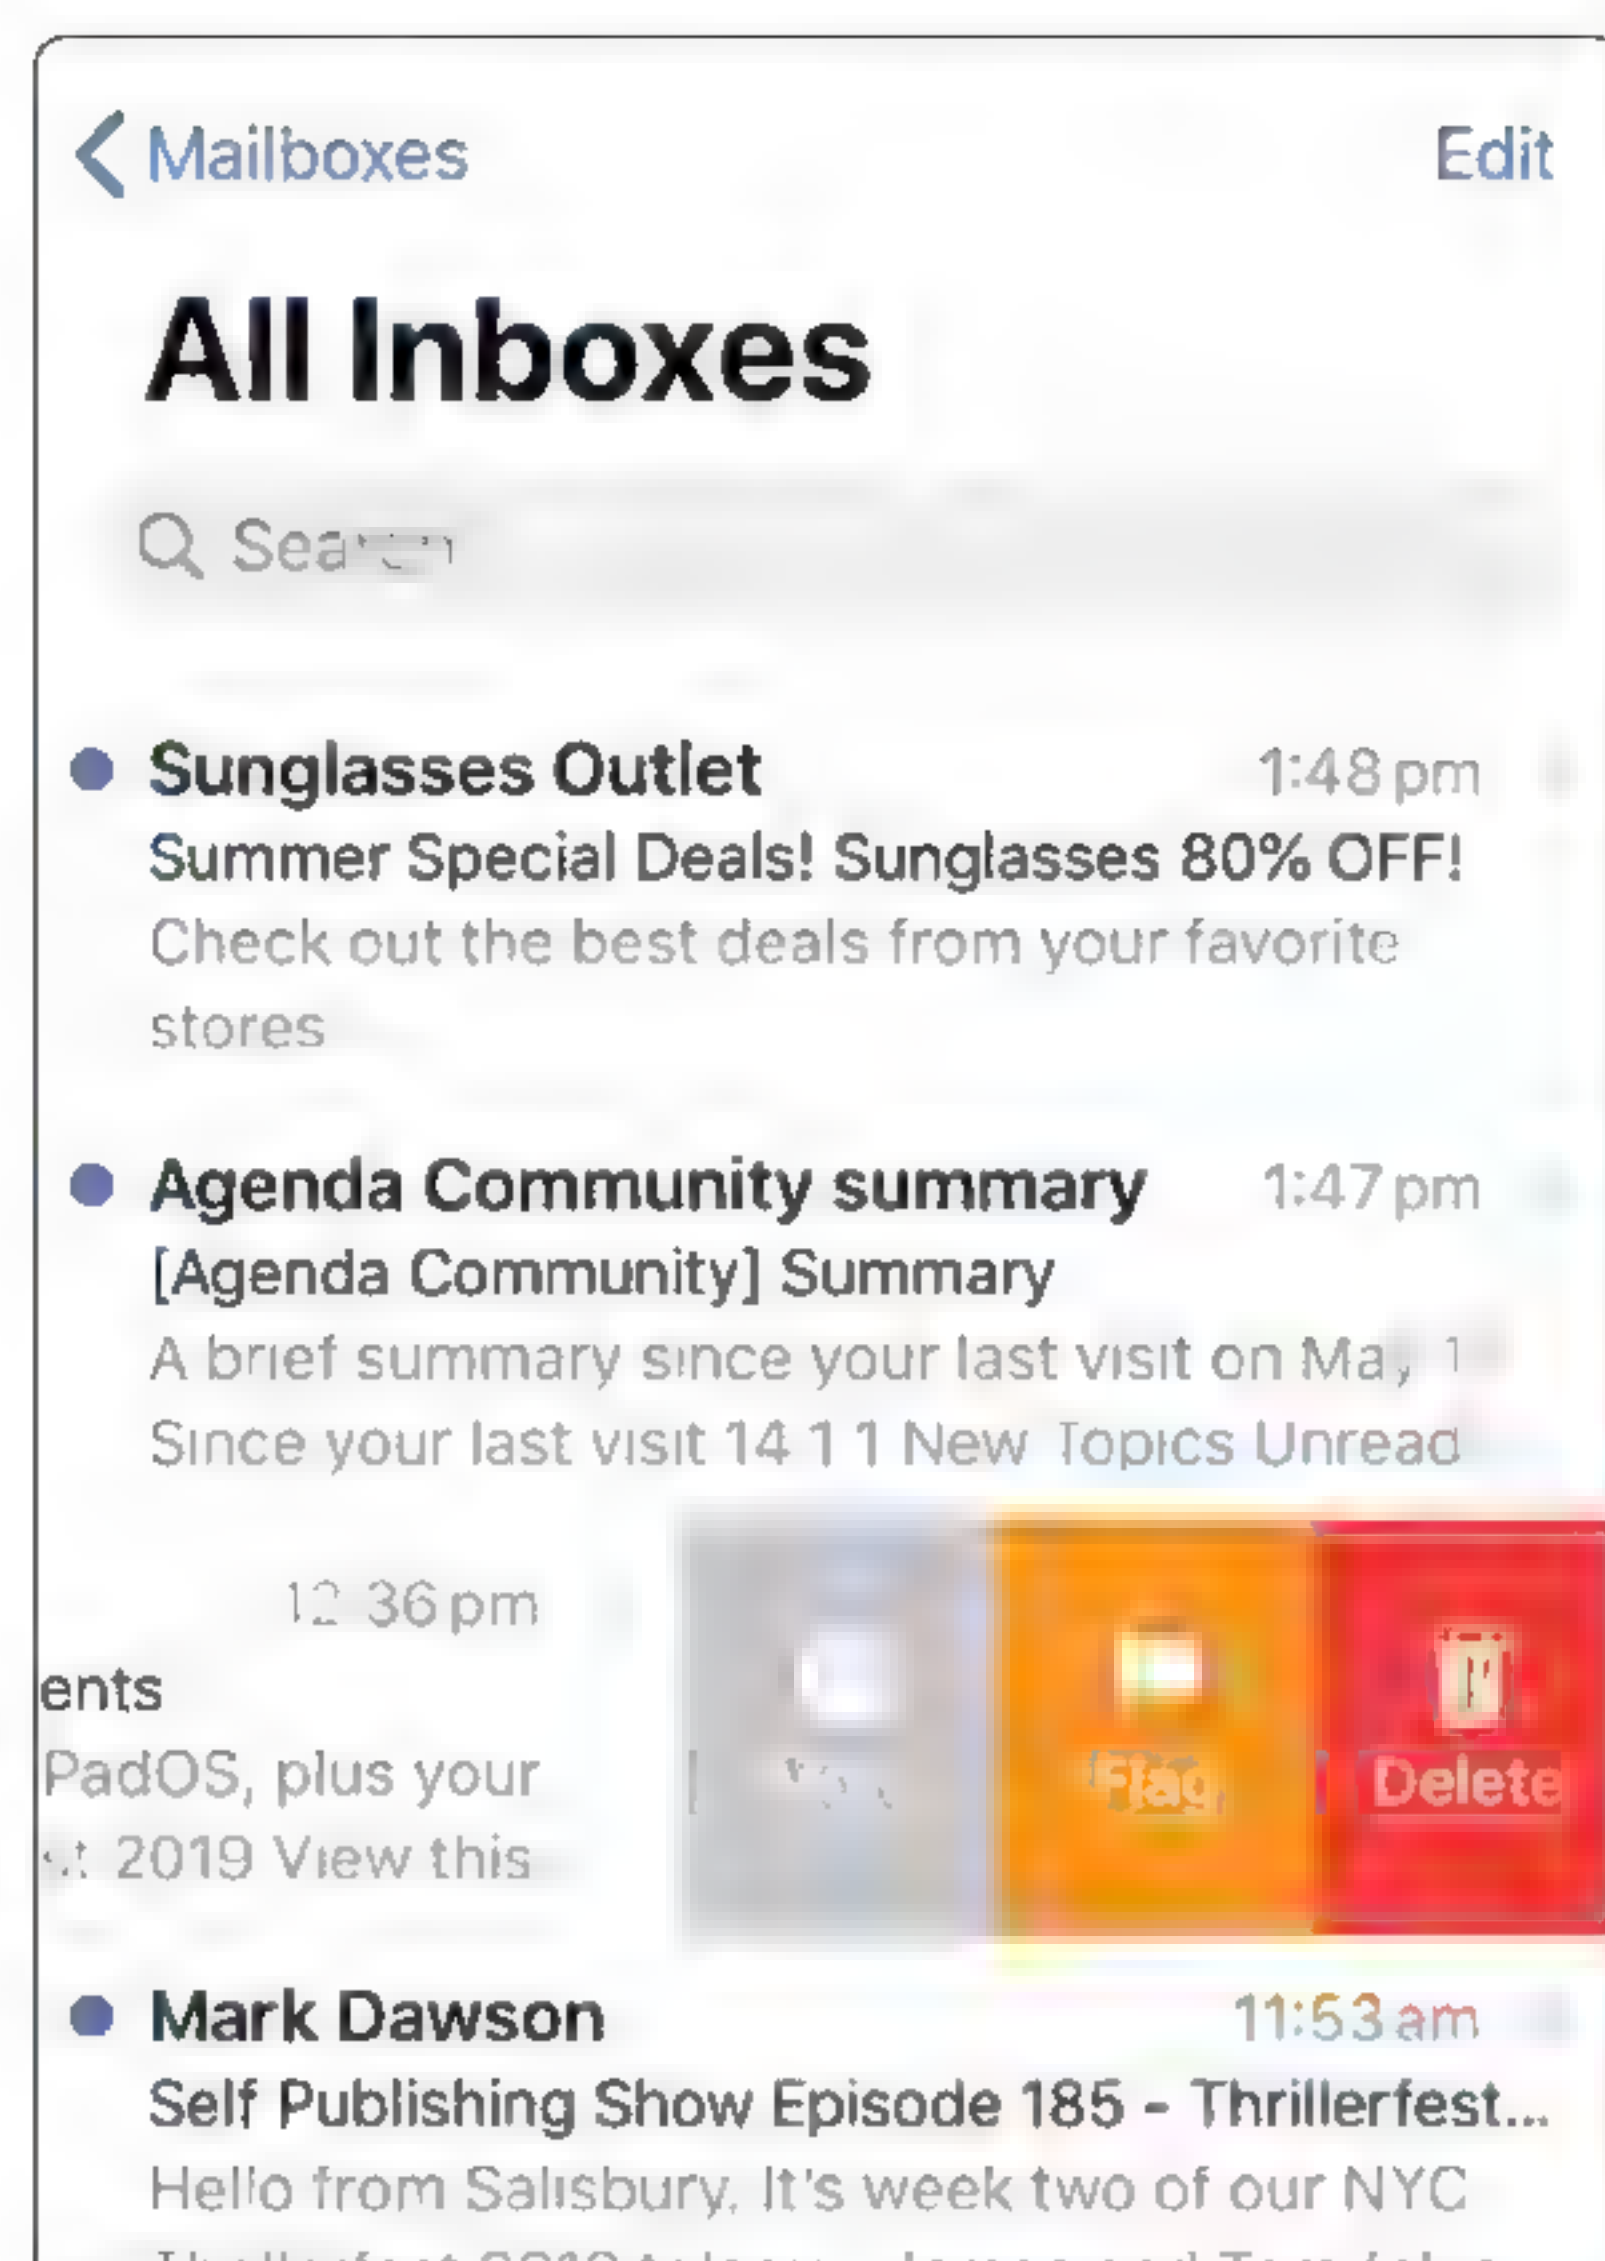 Mailboxes Edit
All Inboxes
Sunglasses Outlet 1:48 pm
Summer Special Deals! Sunglasses 80% OFF!
Check out the best deals from your favorite
stores
Agenda Community summary 1:47 pm
[Agenda Community] Summary
A brief summary since your last visit on May 1
Since your last visit 14 1 1 New Topics Unread
12 36 pm
ents
PadOS, plus your
2019 View this
Flag Delete
Mark Dawson 11:53 am
Self Publishing Show Episode 185 - Thrillerfest...
Hello from Salisbury, It's week two of our NYC